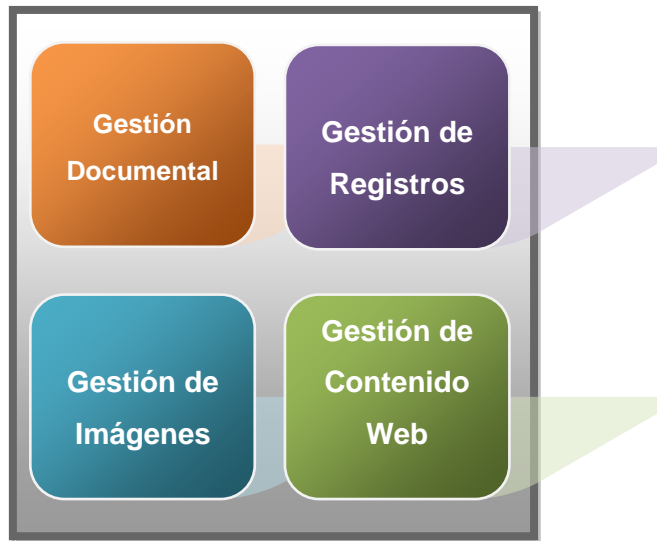 Gestión
Documental
Gestión de
Registros
Gestión de
Imágenes
Gestión de
Contenido
Web